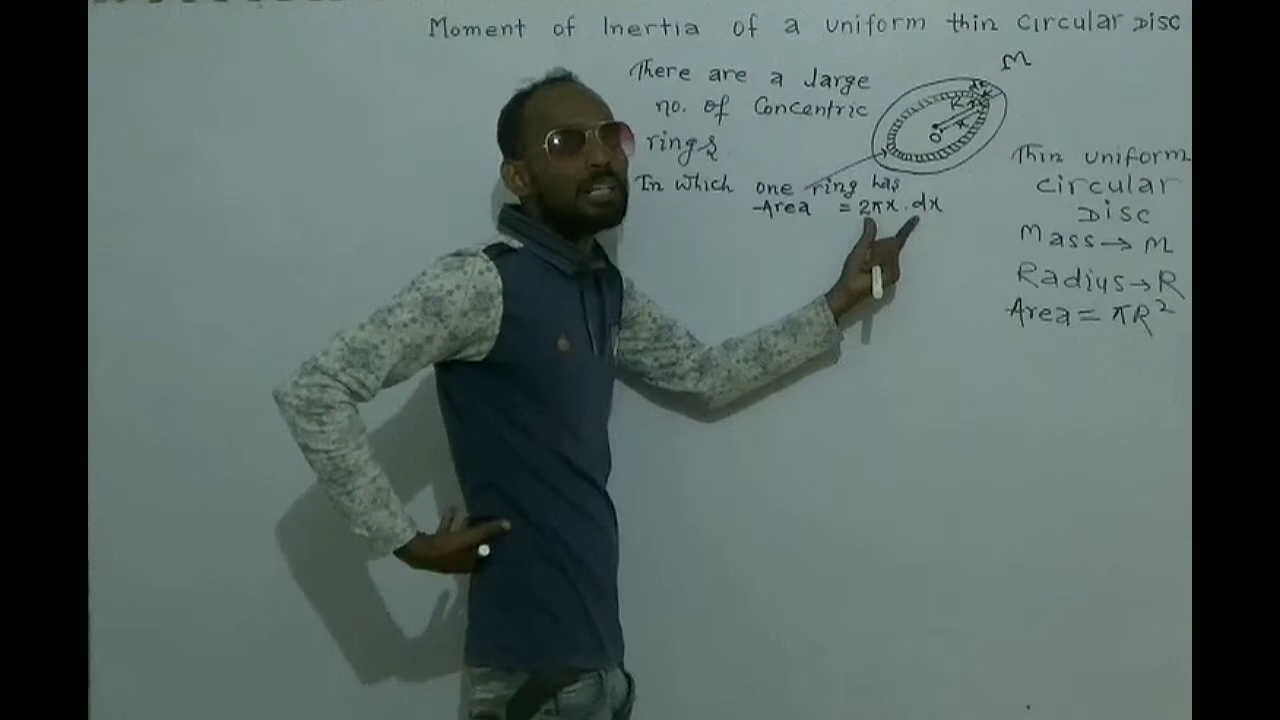 Moment of Inertia of a uniform thin Circular Disc
There are a large
no. of Concentric
rings
In which one ring has
Area = 2πx.dx
M
R
x
O
Thin uniform
circular
Disc
Mass → M
Radius → R
Area = πR²